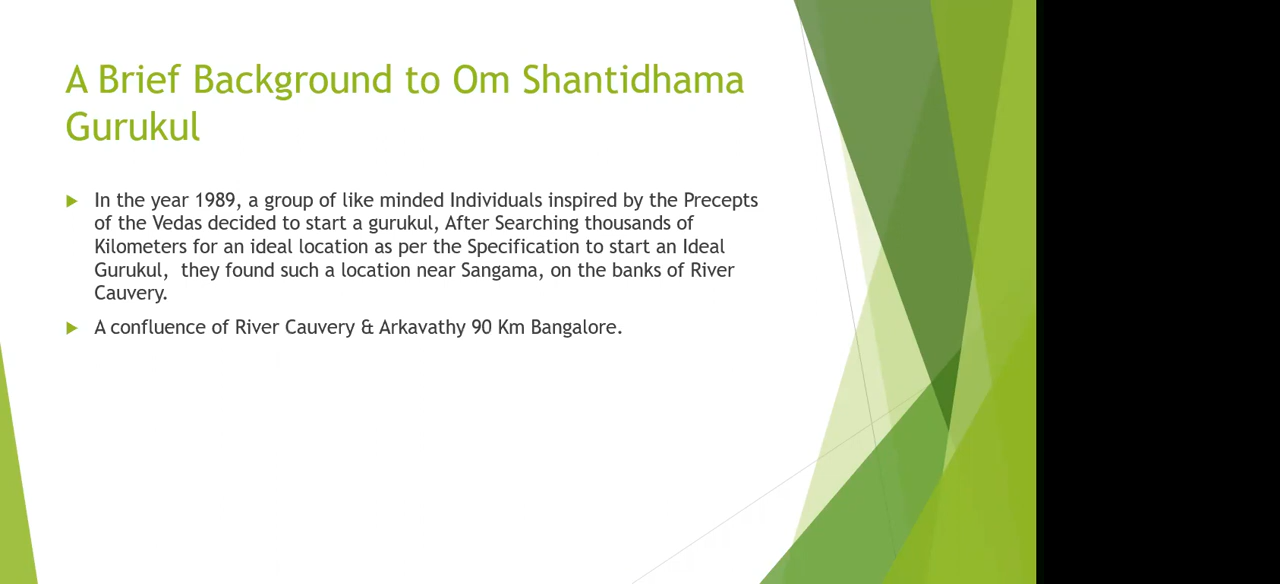 A Brief Background to Om Shantidhama
Gurukul
In the year 1989, a group of like minded Individuals inspired by the Precepts
of the Vedas decided to start a gurukul, After Searching thousands of
Kilometers for an ideal location as per the Specification to start an Ideal
Gurukul,  they found such a location near Sangama, on the banks of River
Cauvery.
A confluence of River Cauvery & Arkavathy 90 Km Bangalore.